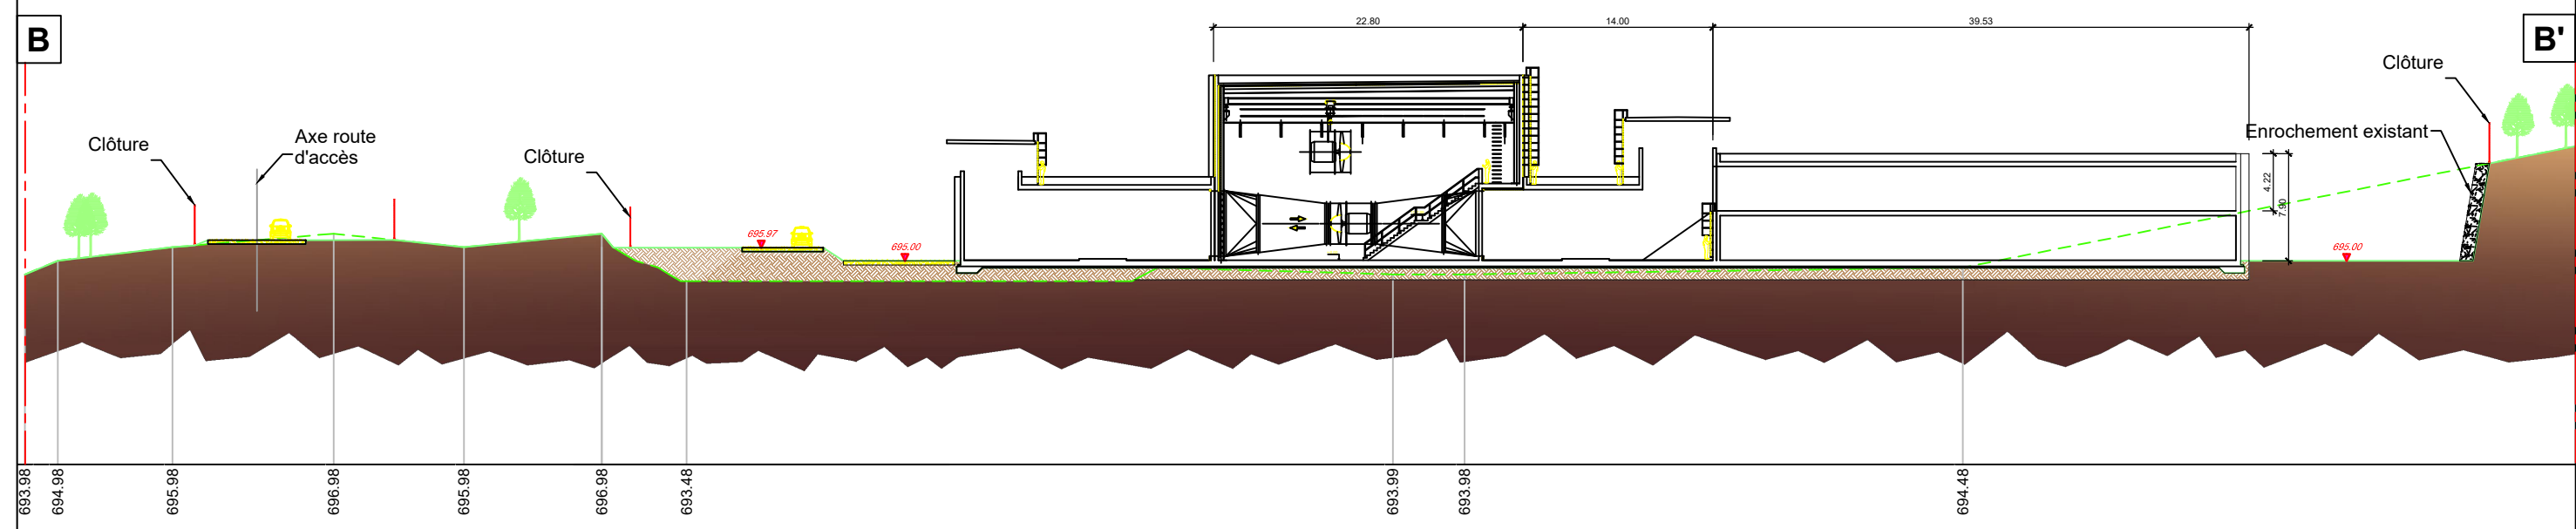 B
B'
22.80
14.00
39.53
Clôture
Clôture
Axe route
d'accès
Clôture
Enrochement existant
4.22
7.90
695.97
695.00
695.00
693.98
694.98
695.98
696.98
695.98
696.98
693.48
693.99
693.98
694.48